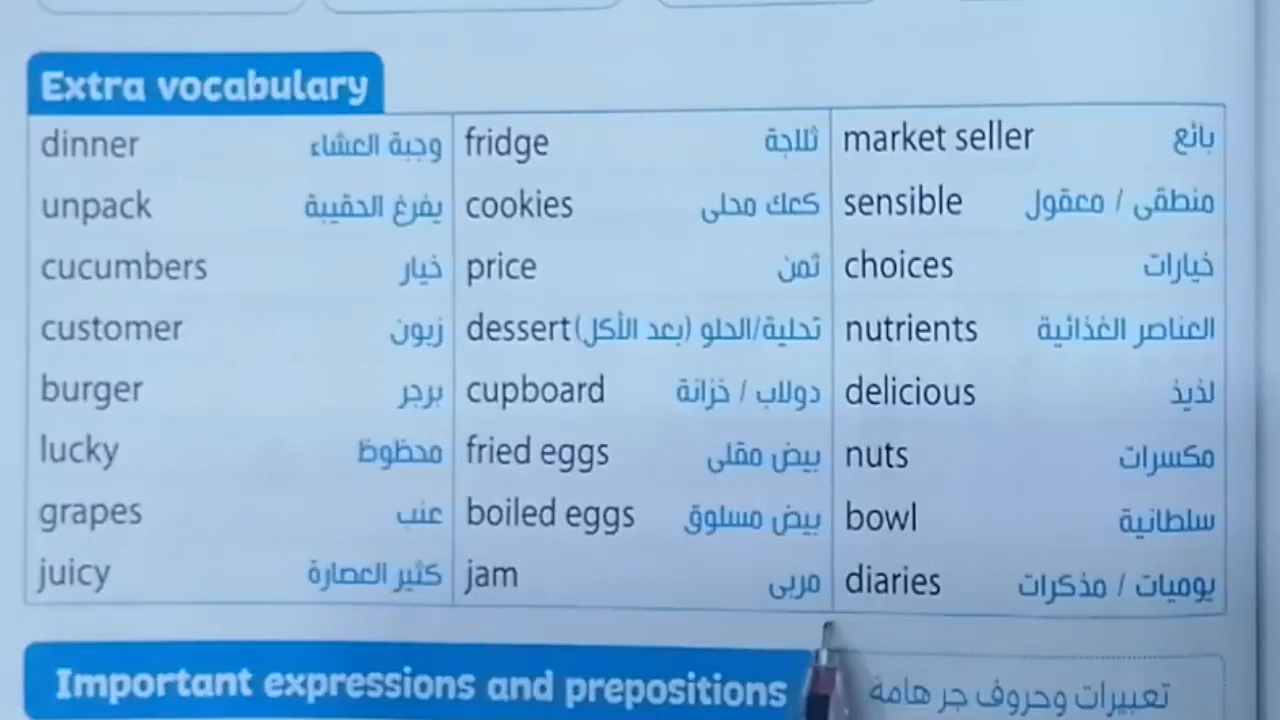 Extra vocabulary
dinner وجبة العشاء fridge ثلاجة market seller بائع
unpack يفرغ الحقيبة cookies كعك محلى sensible منطقى / معقول
cucumbers خيار price ثمن choices خيارات
customer زبون dessert تحلية/الحلو (بعد الأكل) nutrients العناصر الغذائية
burger برجر cupboard دولاب / خزانة delicious لذيذ
lucky محظوظ fried eggs بيض مقلى nuts مكسرات
grapes عنب boiled eggs بيض مسلوق bowl سلطانية
juicy كثير العصارة jam مربى diaries يوميات / مذكرات
Important expressions and prepositions تعبيرات وحروف جر هامة